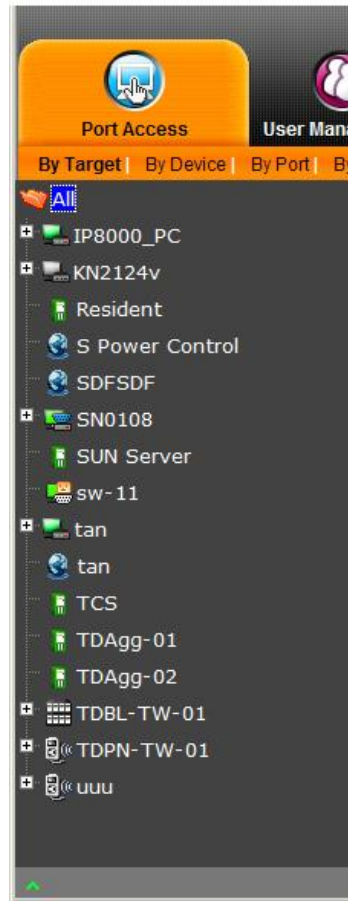 Port Access
User Man
By Target | By Device | By Port | By
All
IP8000_PC
KN2124v
Resident
S Power Control
SDFSDF
SN0108
SUN Server
sw-11
tan
tan
TCS
TDAgg-01
TDAgg-02
TDBL-TW-01
TDPN-TW-01
uuu